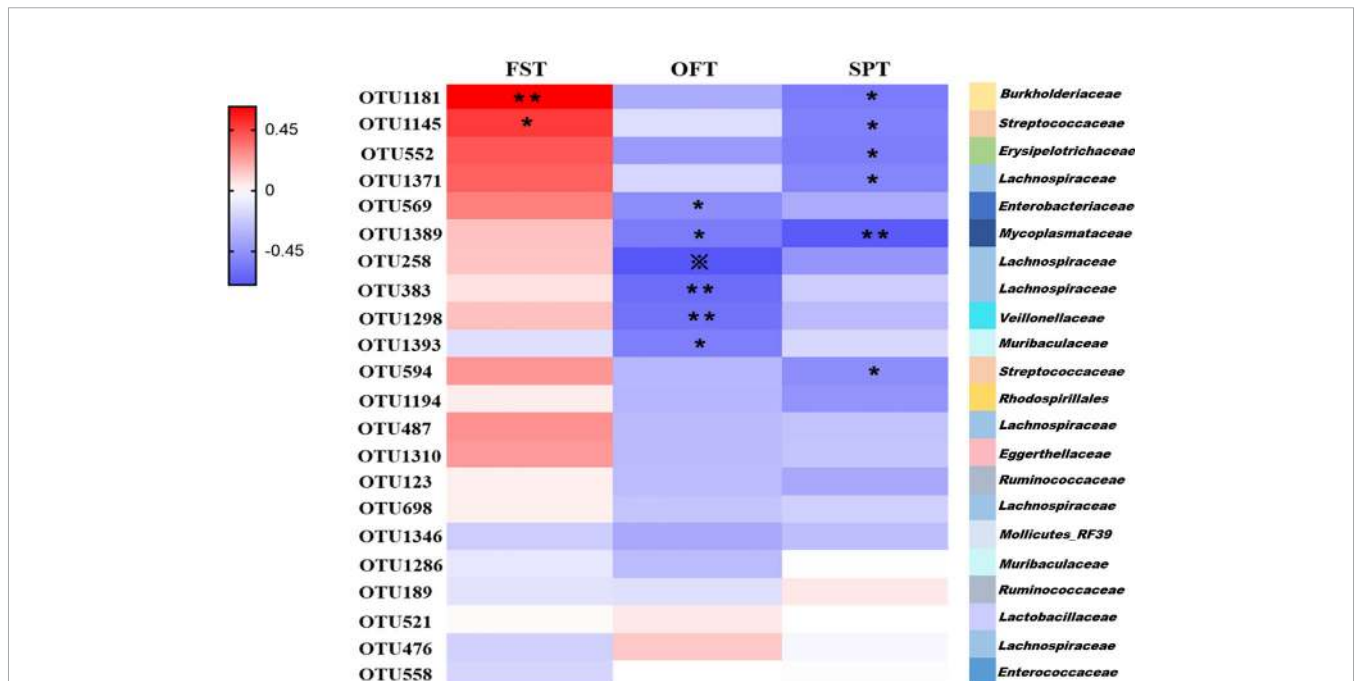 FST OFT SPT
0.45
0
-0.45
OTU1181 ** * Burkholderiaceae
OTU1145 * * Streptococcaceae
OTU552 * Erysipelotrichaceae
OTU1371 * Lachnospiraceae
OTU569 * Enterobacteriaceae
OTU1389 * ** Mycoplasmataceae
OTU258 ※ Lachnospiraceae
OTU383 ** Lachnospiraceae
OTU1298 ** Veillonellaceae
OTU1393 * Muribaculaceae
OTU594 * Streptococcaceae
OTU1194 Rhodospirillales
OTU487 Lachnospiraceae
OTU1310 Eggerthellaceae
OTU123 Ruminococcaceae
OTU698 Lachnospiraceae
OTU1346 Mollicutes_RF39
OTU1286 Muribaculaceae
OTU189 Ruminococcaceae
OTU521 Lactobacillaceae
OTU476 Lachnospiraceae
OTU558 Enterococcaceae